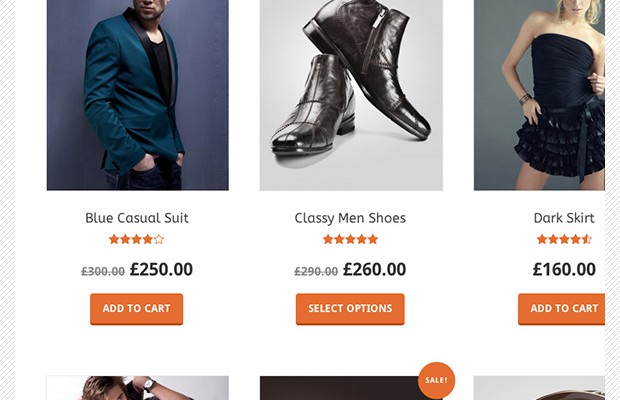 Blue Casual Suit
£300.00 £250.00
ADD TO CART
Classy Men Shoes
£290.00 £260.00
SELECT OPTIONS
Dark Skirt
£160.00
ADD TO CART
SALE!